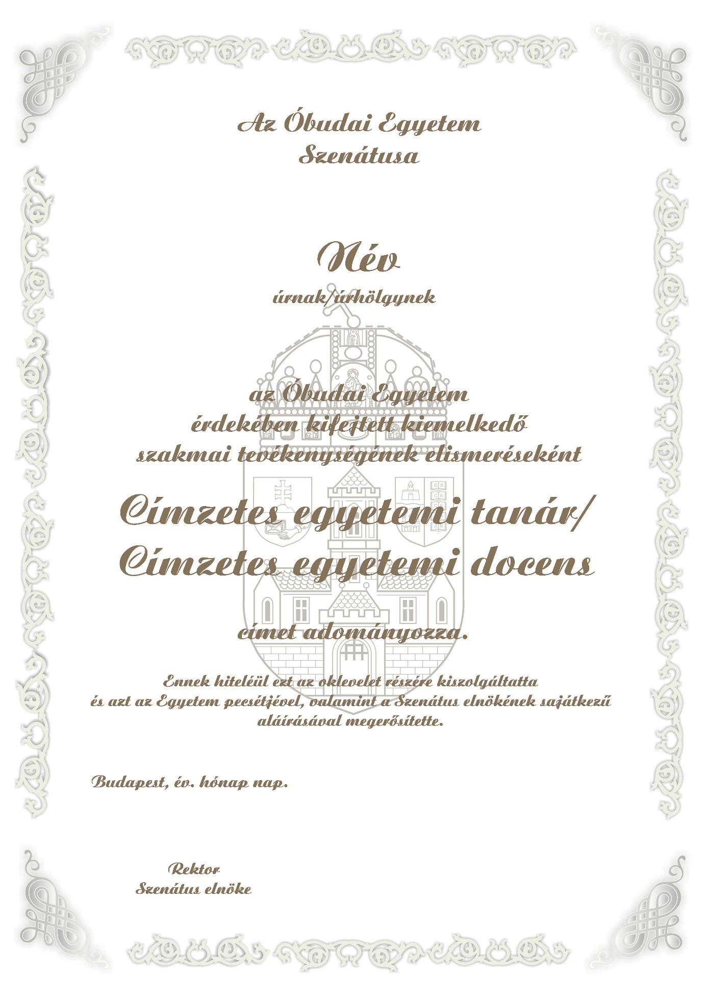 Az Óbudai Egyetem
Szenátusa
Név
úrnak/úrhölgynek
az Óbudai Egyetem
érdekében kifejtett kiemelkedő
szakmai tevékenységének elismeréseként
Címzetes egyetemi tanár/
Címzetes egyetemi docens
címet adományozza.
Ennek hiteléül ezt az oklevelet részére kiszolgáltatta
és azt az Egyetem pecsétjével, valamint a Szenátus elnökének sajátkezű
aláírásával megerősítette.
Budapest, év. hónap nap.
Rektor
Szenátus elnöke